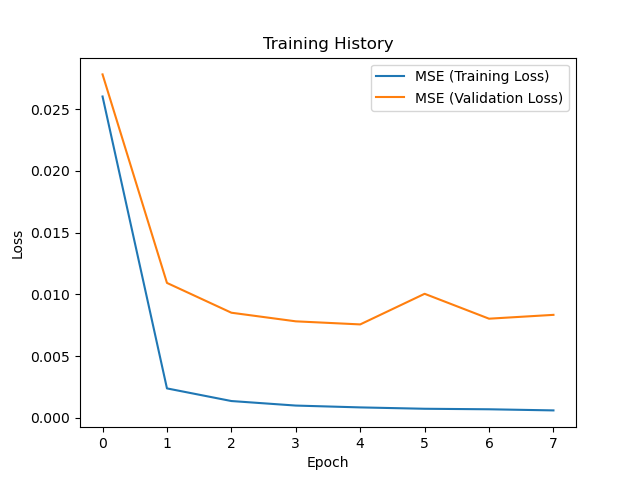 Training History
MSE (Training Loss)
MSE (Validation Loss)
0.025
0.020
0.015
0.010
0.005
0.000
Loss
0 1 2 3 4 5 6 7
Epoch